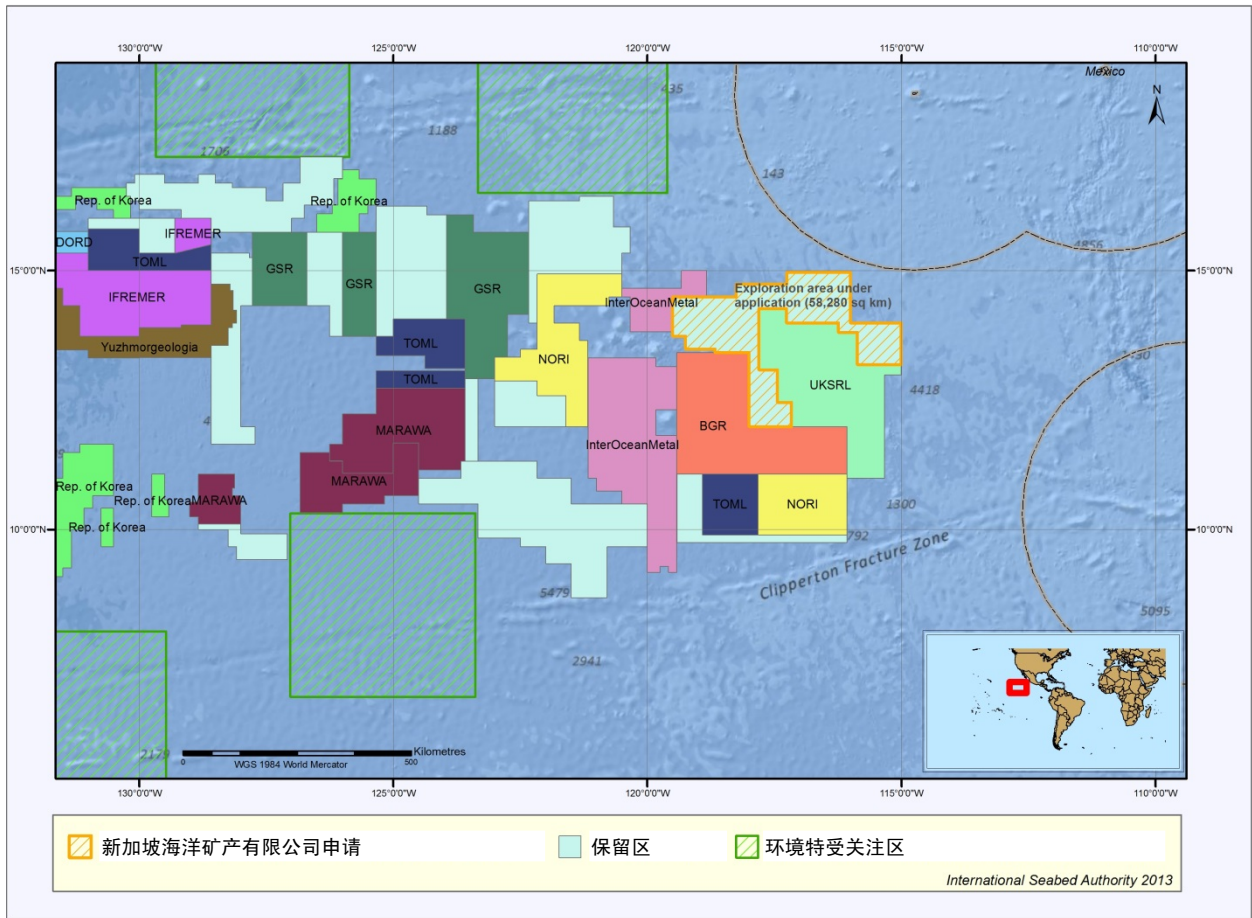 130°0'0"W
125°0'0"W
120°0'0"W
115°0'0"W
110°0'0"W
Mexico
N
435
1188
1705
143
4856
Rep. of Korea
Rep. of Korea
DORD
IFREMER
TOML
15°0'0"N
15°0'0"N
GSR
GSR
GSR
IFREMER
InterOceanMetal
Exploration area under
application (58,280 sq km)
Yuzhmorgeologia
TOML
NORI
TOML
UKSRL
4418
MARAWA
BGR
InterOceanMetal
MARAWA
Rep. of Korea
Rep. of Korea
MARAWA
Rep. of Korea
TOML
NORI
1300
10°0'0"N
10°0'0"N
792
Clipperton Fracture Zone
5479
5095
2941
2179
Kilometres
0
500
WGS 1984 World Mercator
130°0'0"W
125°0'0"W
120°0'0"W
115°0'0"W
110°0'0"W
新加坡海洋矿产有限公司申请
保留区
环境特受关注区
International Seabed Authority 2013